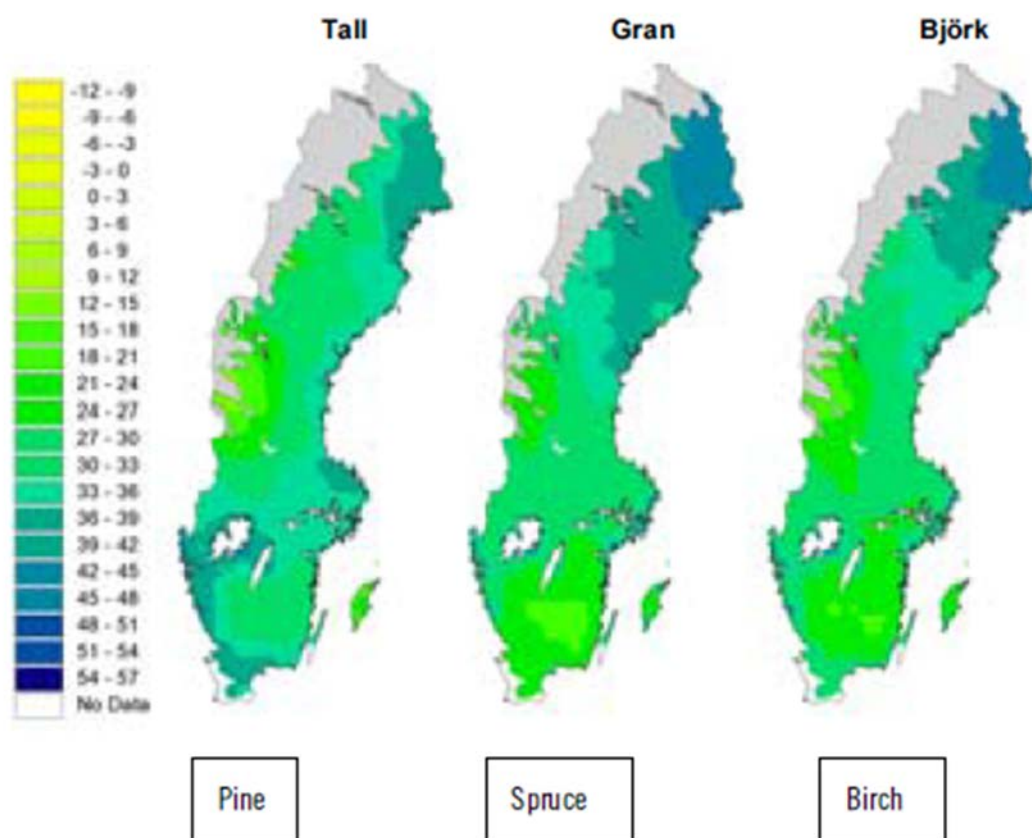 Tall
Gran
Björk
-12 - -9
-9 - -6
-6 - -3
-3 - 0
0 - 3
3 - 6
6 - 9
9 - 12
12 - 15
15 - 18
18 - 21
21 - 24
24 - 27
27 - 30
30 - 33
33 - 36
36 - 39
39 - 42
42 - 45
45 - 48
48 - 51
51 - 54
54 - 57
No Data
Pine
Spruce
Birch